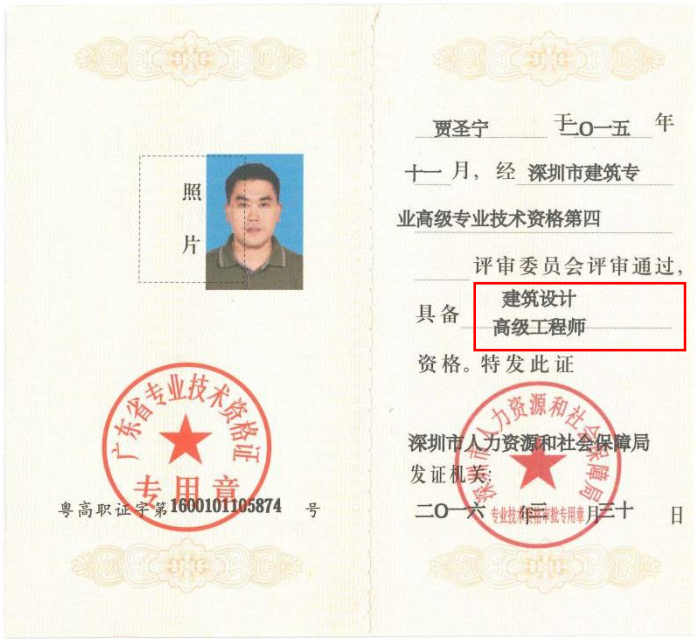 照
片
广东省专业技术资格证
专用章
粤高职证字第1600101105874 号
贾圣宁 于二〇一五 年
十一 月，经 深圳市建筑专
业高级专业技术资格第四
评审委员会评审通过，
具备 建筑设计
高级工程师
资格。特发此证
深圳市人力资源和社会保障局
深圳市人力资源和社会保障局
发证机关：
二〇一六 年 三 月 三十 日
专业技术资格审批专用章